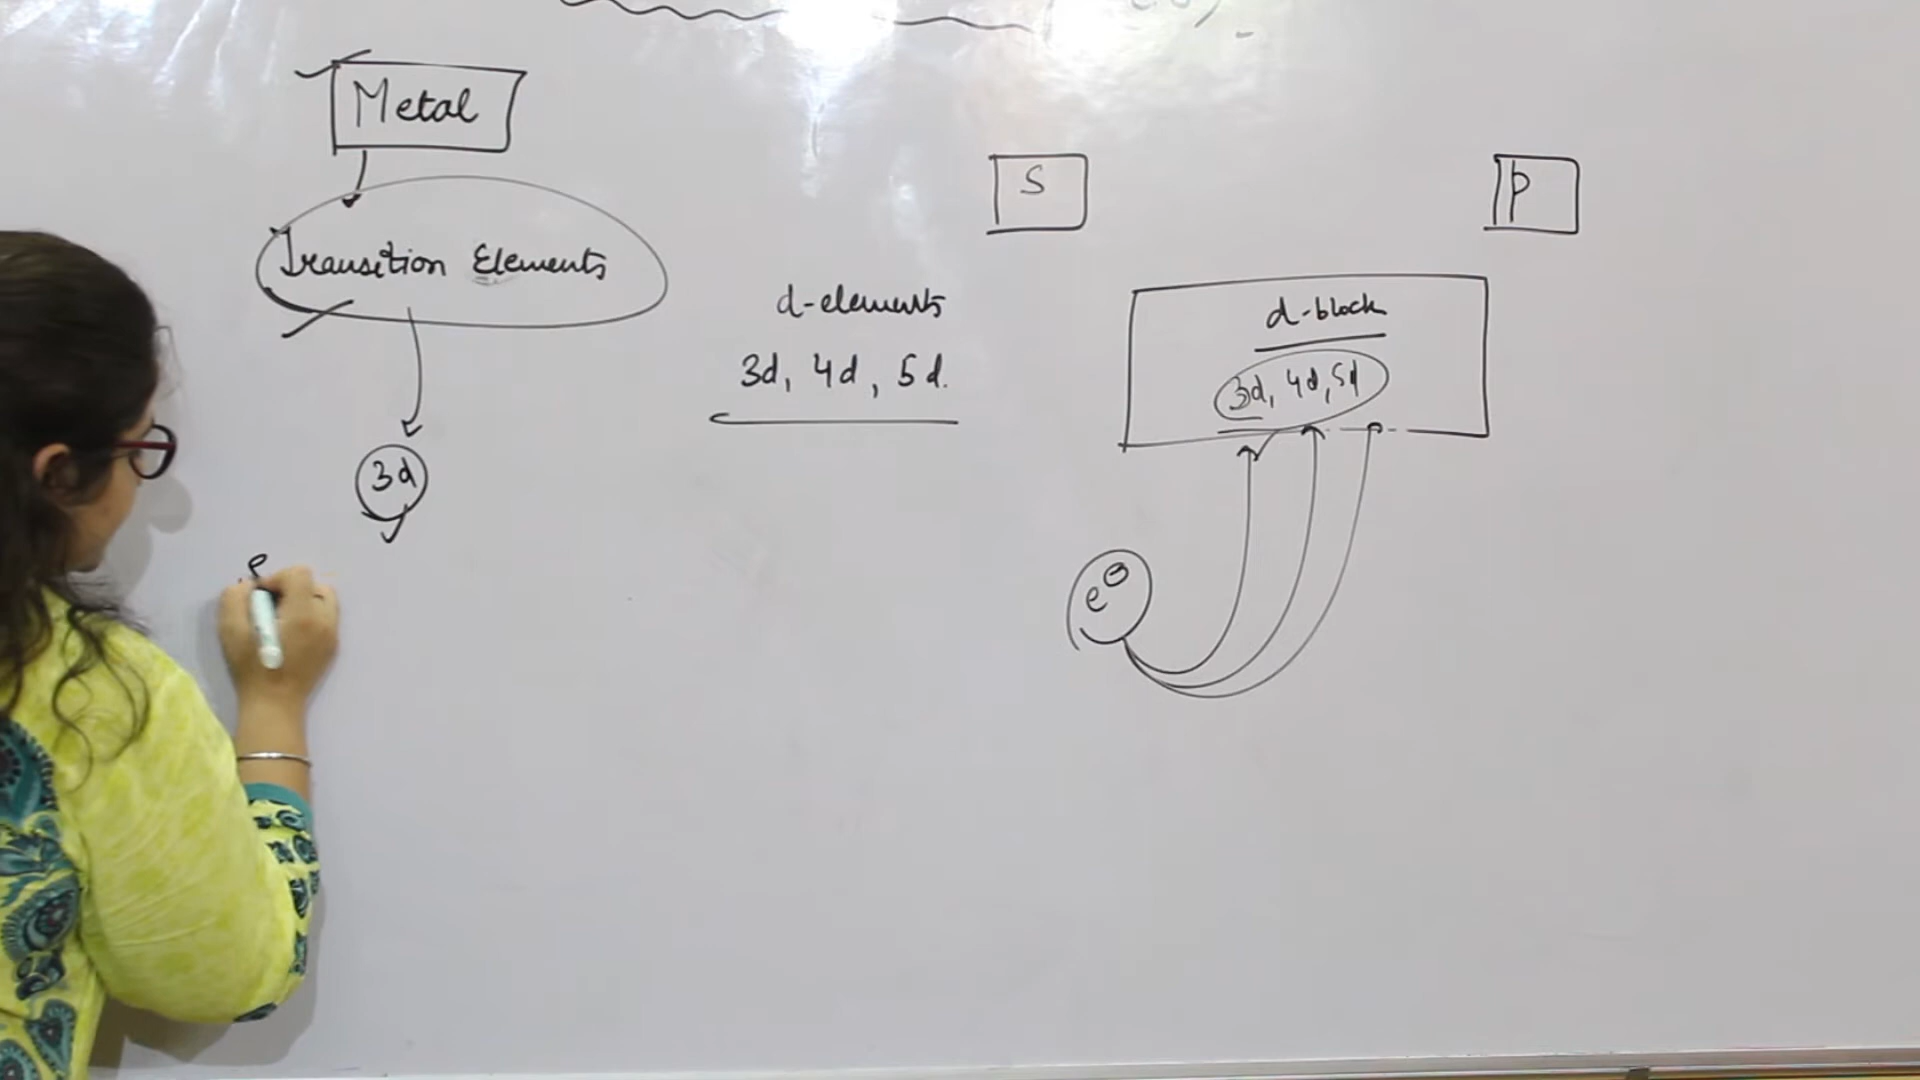 Metal
Transition Elements
3d
d-elements
3d, 4d, 5d.
S
p
d-block
3d, 4d, 5d
e⊖